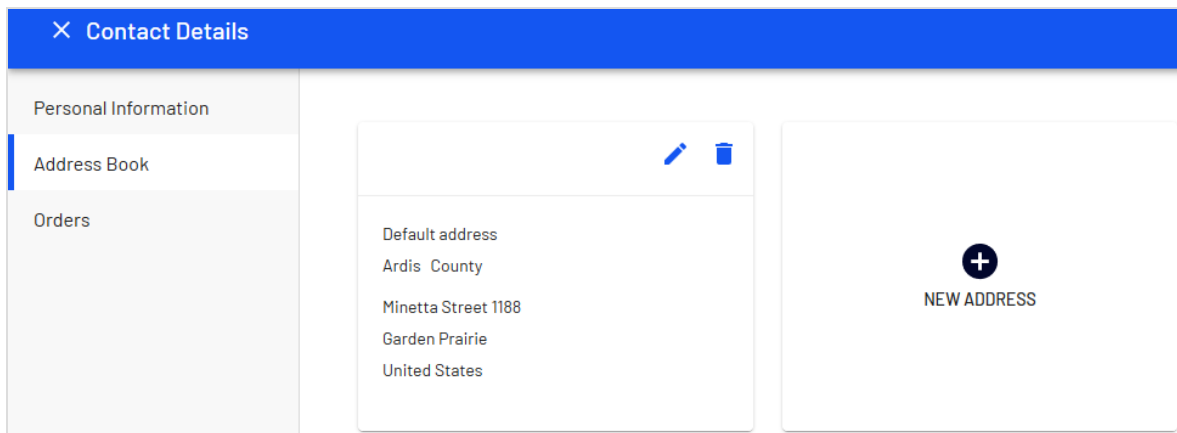 Contact Details
Personal Information
Address Book
Orders
Default address
Ardis County
Minetta Street 1188
Garden Prairie
United States
NEW ADDRESS